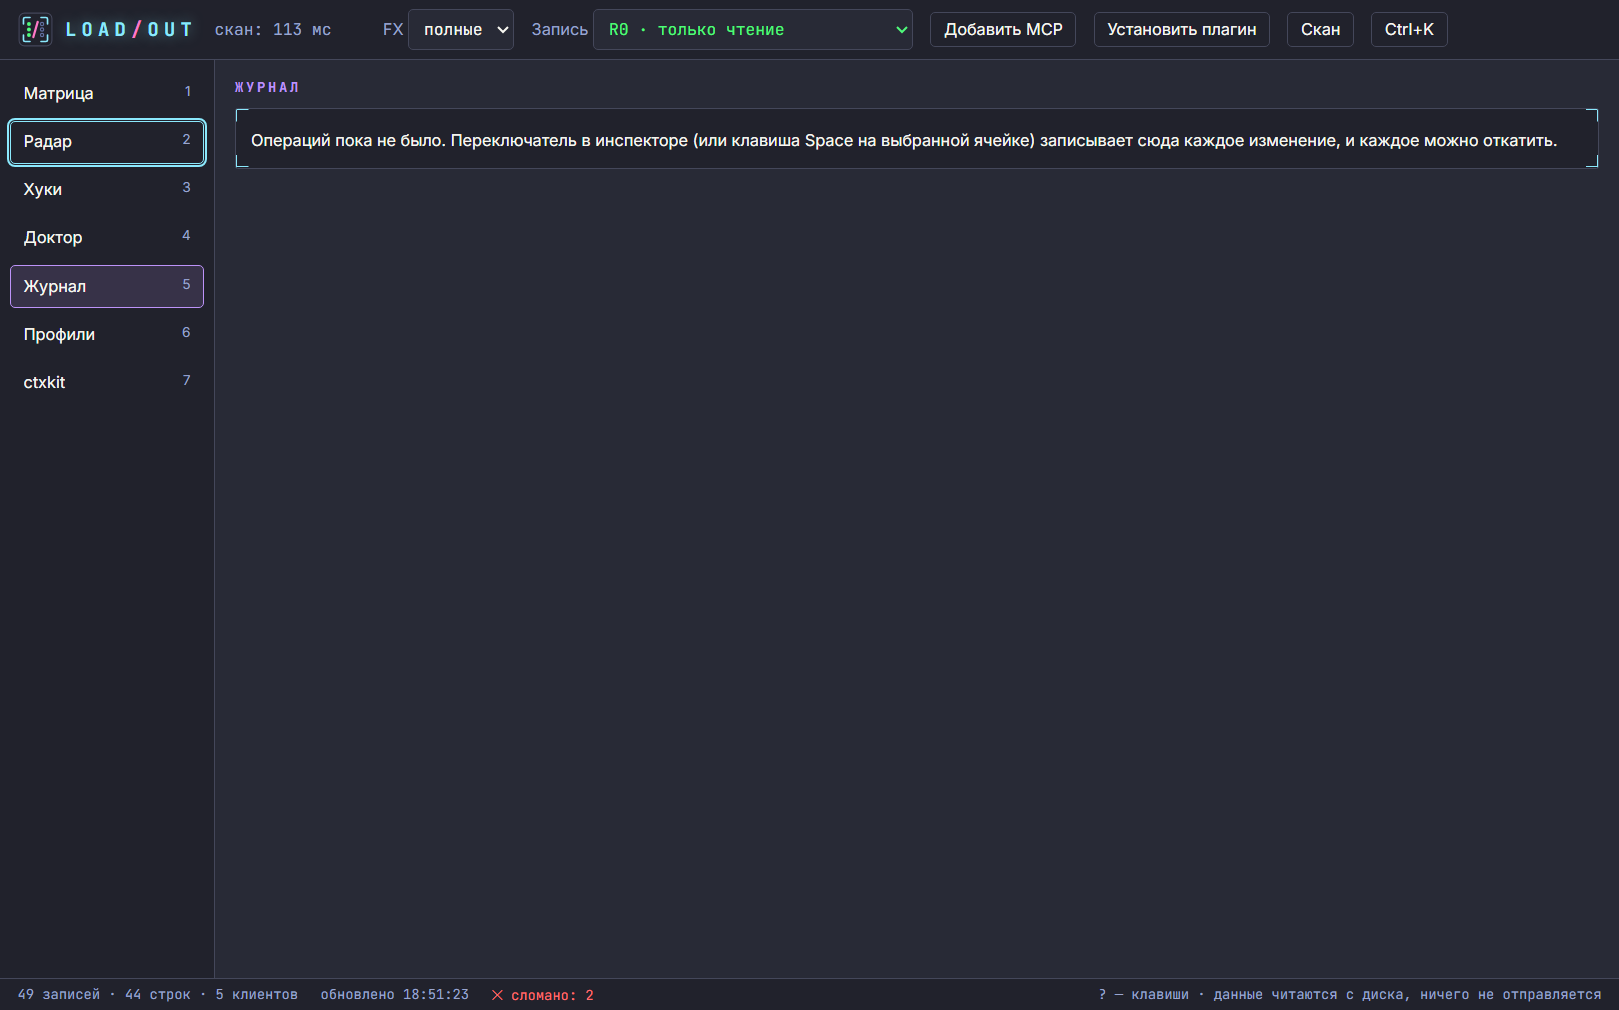 LOAD/OUT скан: 113 мс FX полные Запись R0 · только чтение Добавить MCP Установить плагин Скан Ctrl+K
Матрица 1
Радар 2
Хуки 3
Доктор 4
Журнал 5
Профили 6
ctxkit 7
ЖУРНАЛ
Операций пока не было. Переключатель в инспекторе (или клавиша Space на выбранной ячейке) записывает сюда каждое изменение, и каждое можно откатить.
49 записей · 44 строк · 5 клиентов обновлено 18:51:23 × сломано: 2 ? — клавиши · данные читаются с диска, ничего не отправляется